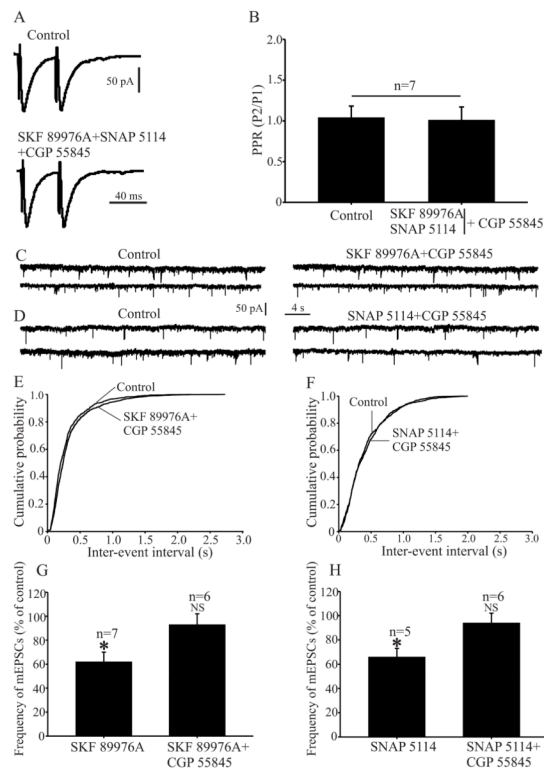 A
Control
50 pA
SKF 89976A+SNAP 5114
+CGP 55845
40 ms
B
PPR (P2/P1)
2.0
1.5
1.0
0.5
0
n=7
Control
SKF 89976A
SNAP 5114
+ CGP 55845
C
Control
SKF 89976A+CGP 55845
50 pA
4 s
D
Control
SNAP 5114+CGP 55845
E
Cumulative probability
1.0
0.8
0.6
0.4
0.2
0
Control
SKF 89976A+
CGP 55845
0 0.5 1.0 1.5 2.0 2.5 3.0
Inter-event interval (s)
F
Cumulative probability
1.0
0.8
0.6
0.4
0.2
0
Control
SNAP 5114+
CGP 55845
0 0.5 1.0 1.5 2.0 2.5 3.0
Inter-event interval (s)
G
Frequency of mEPSCs (% of control)
120
100
80
60
40
20
0
n=7
*
n=6
NS
SKF 89976A
SKF 89976A+
CGP 55845
H
Frequency of mEPSCs (% of control)
120
100
80
60
40
20
0
n=5
*
n=6
NS
SNAP 5114
SNAP 5114+
CGP 55845